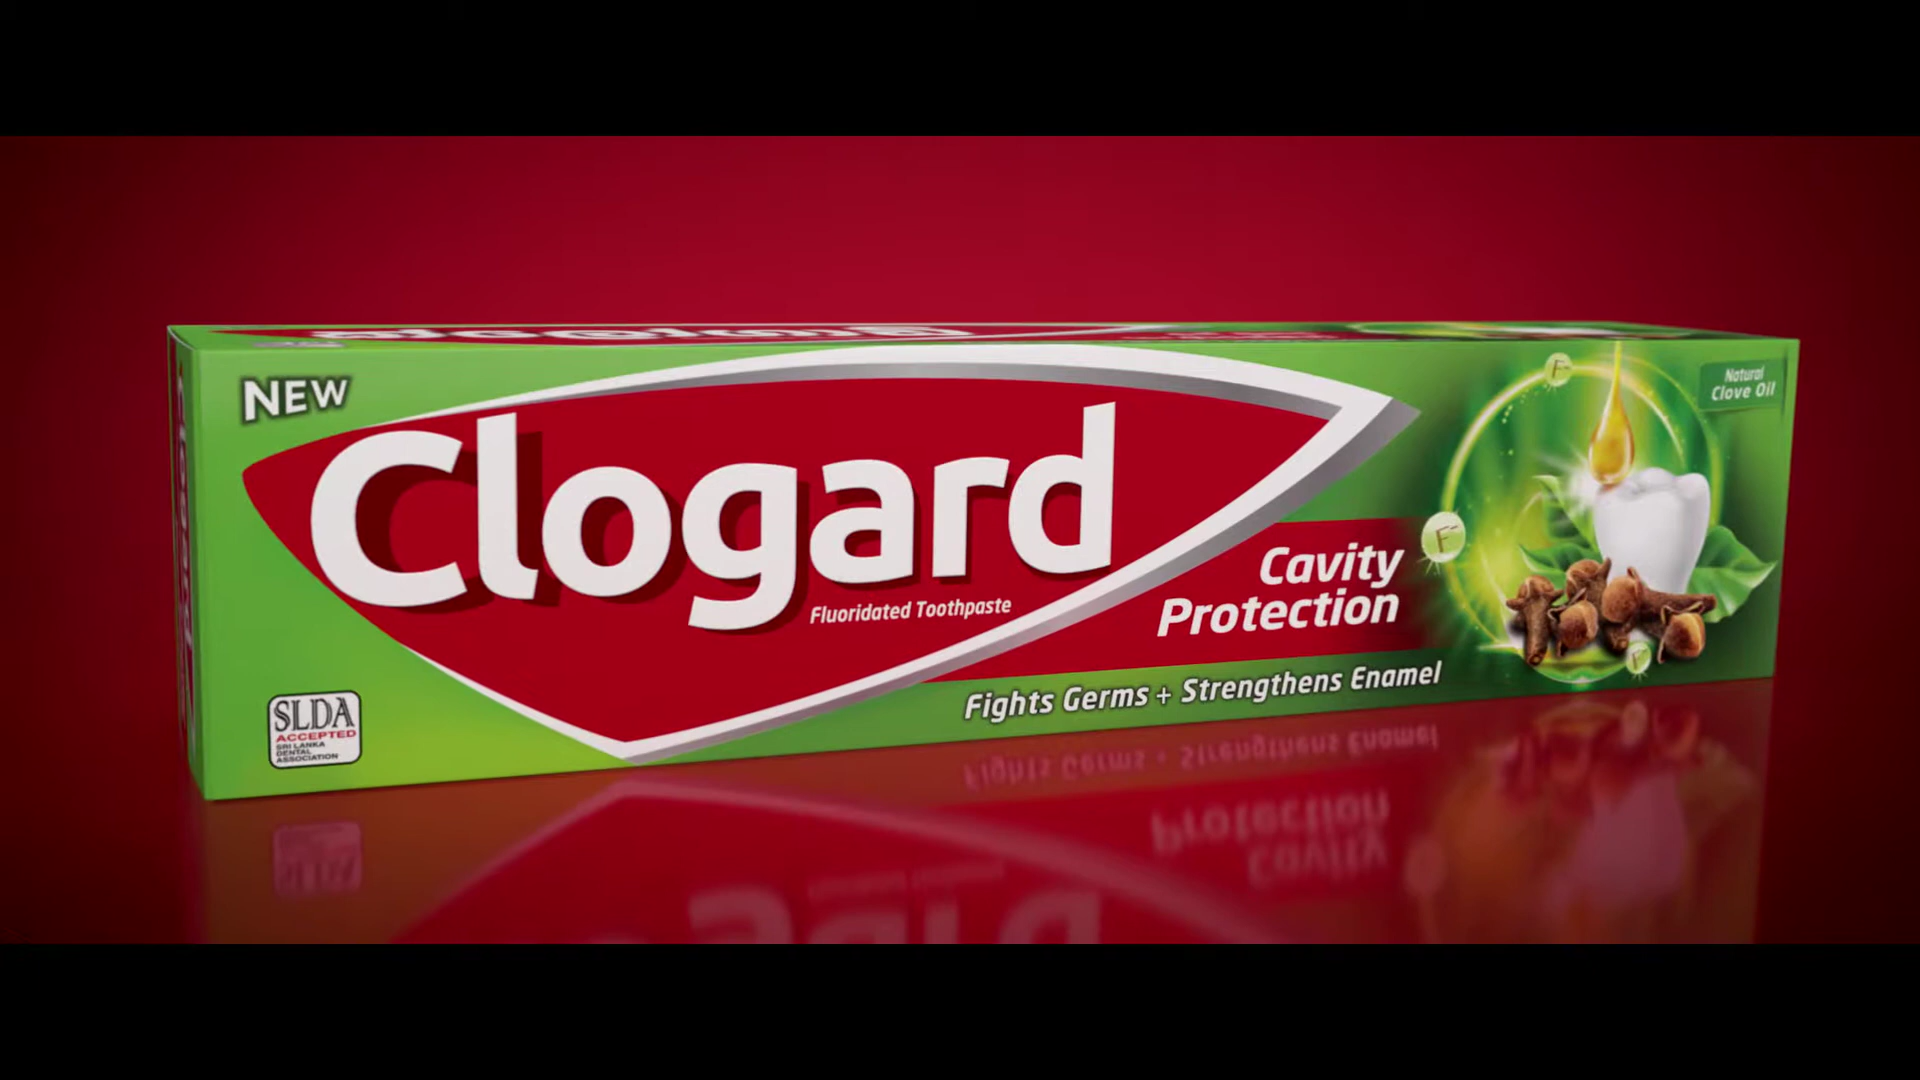 NEW
Clogard
Fluoridated Toothpaste
Cavity
Protection
Fights Germs + Strengthens Enamel
Natural
Clove Oil
F⁻
F⁻
F⁻
SLDA
ACCEPTED
SRI LANKA
DENTAL
ASSOCIATION